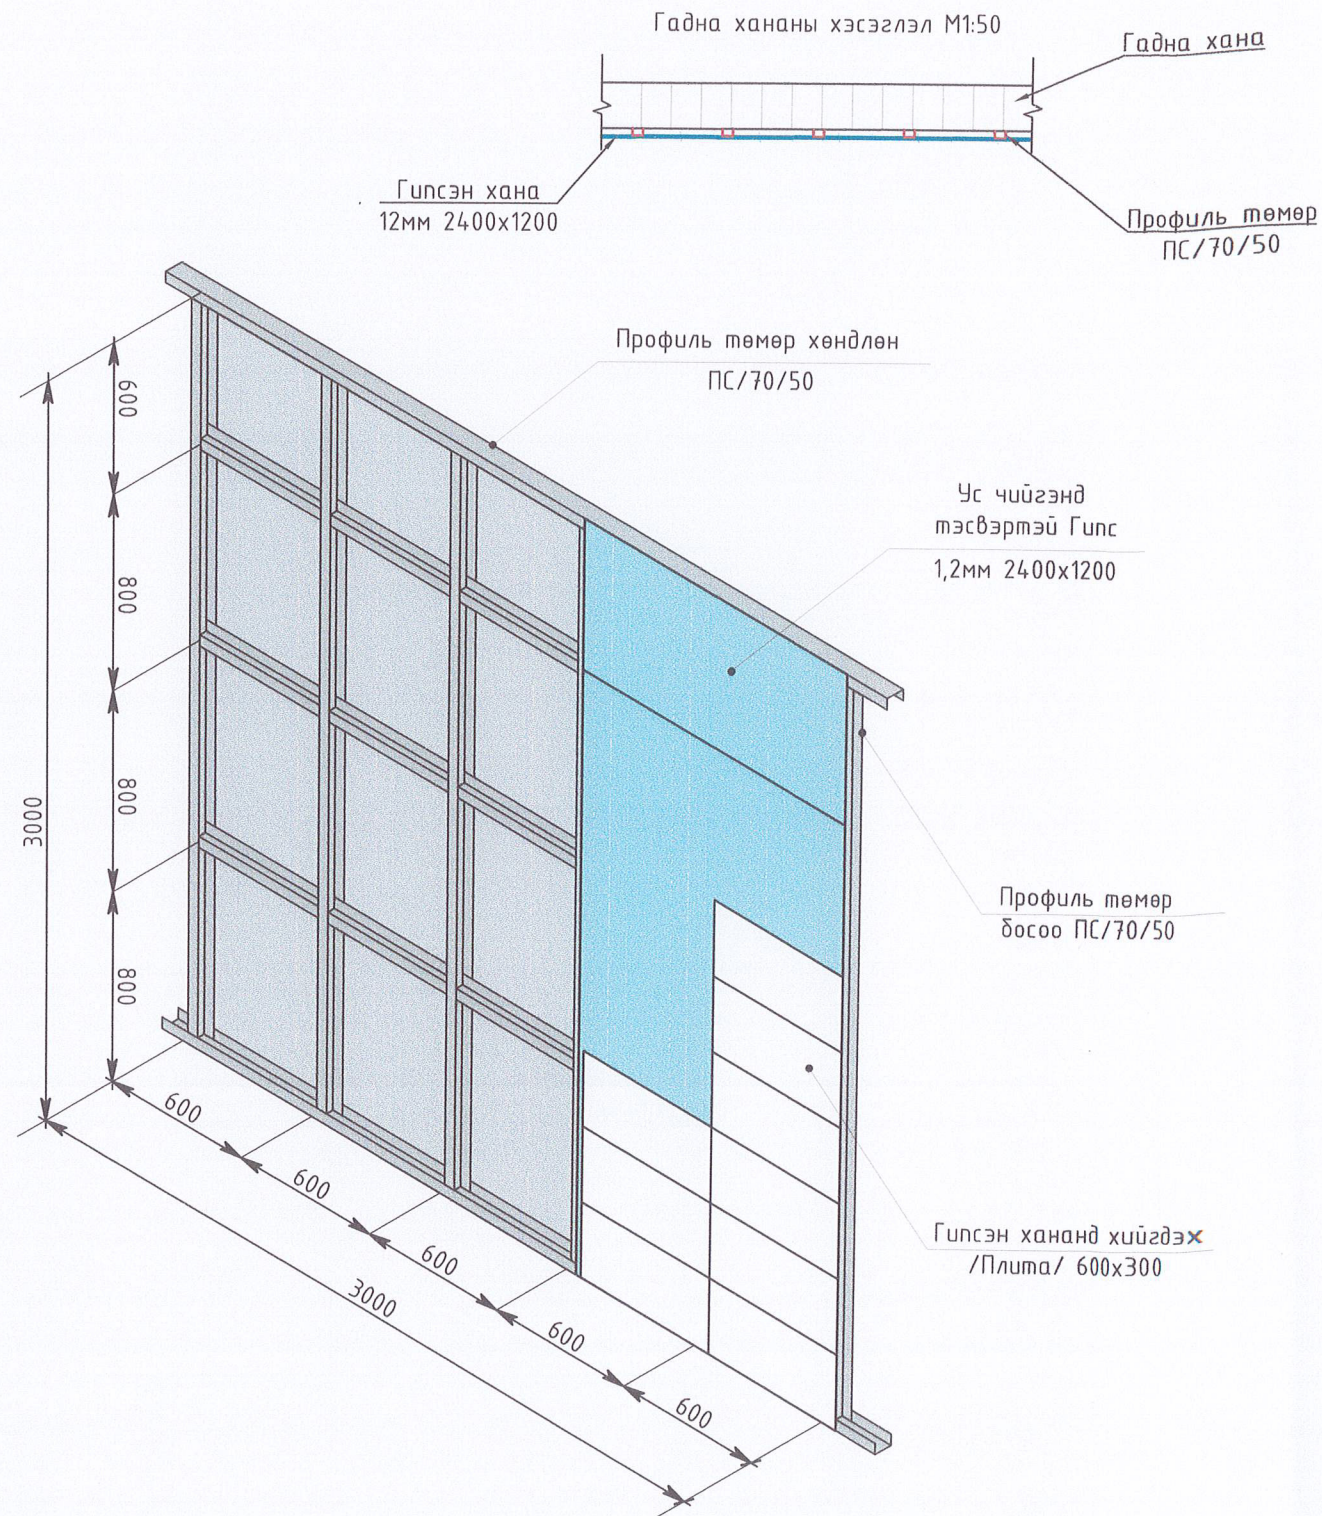 Гадна хананы хэсэглэл М1:50
Гадна хана
Гипсэн хана
12мм 2400х1200
Профиль төмөр
ПС/70/50
Профиль төмөр хөндлөн
ПС/70/50
Ус чийгэнд
тэсвэртэй Гипс
1,2мм 2400х1200
600
800
800
800
3000
Профиль төмөр
босоо ПС/70/50
Гипсэн хананд хийгдэх
/Плита/ 600х300
600
600
600
600
600
3000